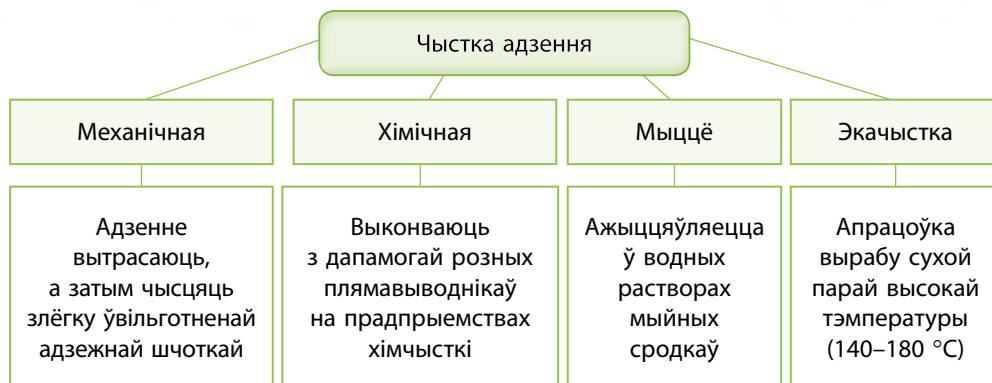 Чыстка адзення
Механічная
Хімічная
Мыццё
Экачыстка
Адзенне
вытрасаюць,
а затым чысцяць
злёгку ўвільготненай
адзежнай шчоткай
Выконваюць
з дапамогай розных
плямавыводнікаў
на прадпрыемствах
хімчысткі
Ажыццяўляецца
ў водных
растворах
мыйных
сродкаў
Апрацоўка
вырабу сухой
парай высокай
тэмпературы
(140–180 °C)